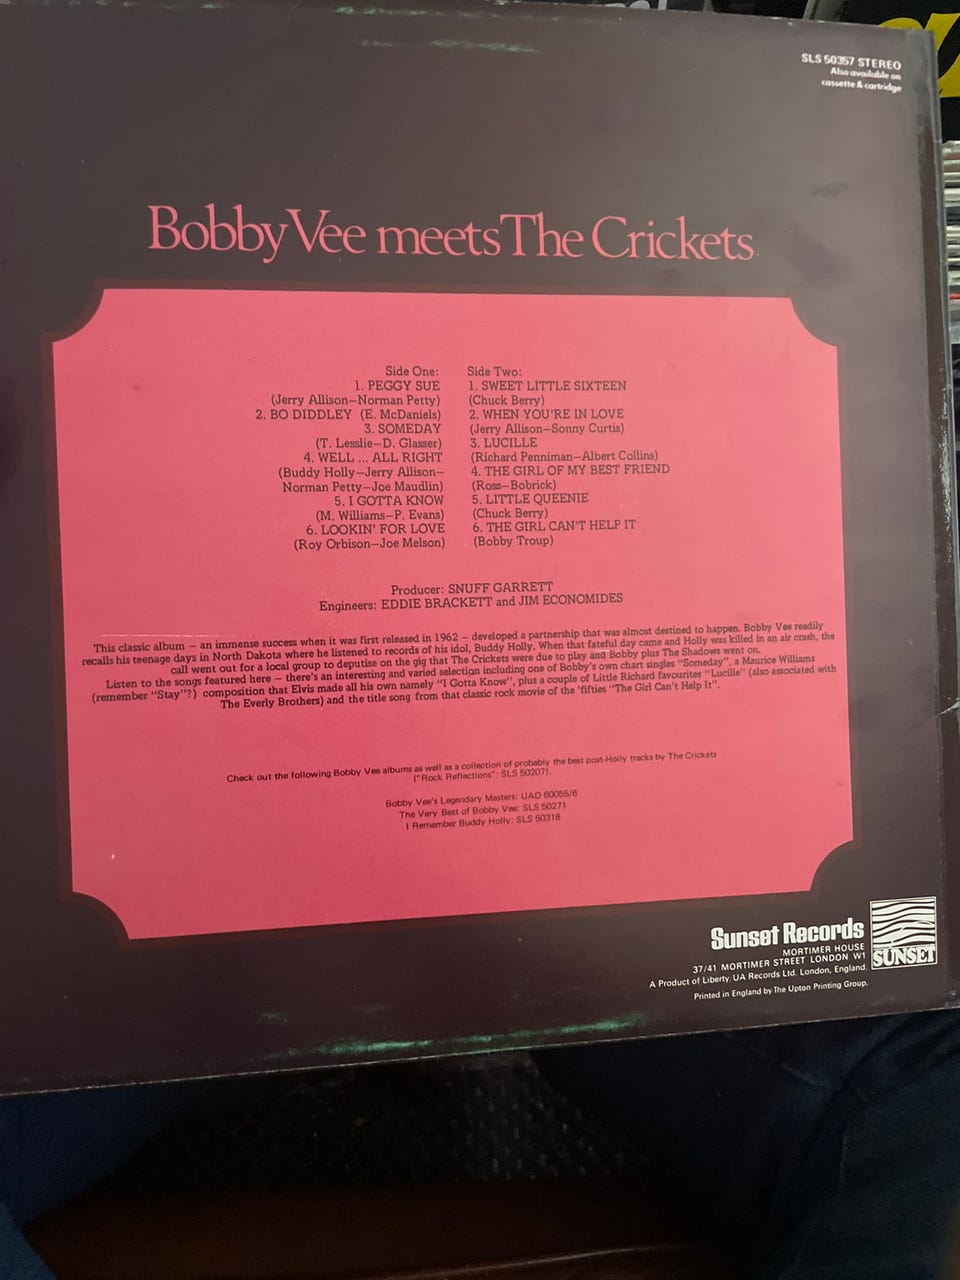 SLS 50357 STEREO
Also available on
cassette & cartridge
Bobby Vee meets The Crickets
Side One:
1. PEGGY SUE
(Jerry Allison—Norman Petty)
2. BO DIDDLEY (E. McDaniels)
3. SOMEDAY
(T. Lesslie—D. Glasser)
4. WELL ... ALL RIGHT
(Buddy Holly—Jerry Allison—
Norman Petty—Joe Maudlin)
5. I GOTTA KNOW
(M. Williams—P. Evans)
6. LOOKIN' FOR LOVE
(Roy Orbison—Joe Melson)
Side Two:
1. SWEET LITTLE SIXTEEN
(Chuck Berry)
2. WHEN YOU'RE IN LOVE
(Jerry Allison—Sonny Curtis)
3. LUCILLE
(Richard Penniman—Albert Collins)
4. THE GIRL OF MY BEST FRIEND
(Ross—Bobrick)
5. LITTLE QUEENIE
(Chuck Berry)
6. THE GIRL CAN'T HELP IT
(Bobby Troup)
Producer: SNUFF GARRETT
Engineers: EDDIE BRACKETT and JIM ECONOMIDES
This classic album — an immense success when it was first released in 1962 — developed a partnership that was almost destined to happen. Bobby Vee readily
recalls his teenage days in North Dakota where he listened to records of his idol, Buddy Holly. When that fateful day came and Holly was killed in an air crash, the
call went out for a local group to deputise on the gig that The Crickets were due to play and Bobby plus The Shadows went on.
Listen to the songs featured here — there's an interesting and varied selection including one of Bobby's own chart singles "Someday", a Maurice Williams
(remember "Stay"?) composition that Elvis made all his own namely "I Gotta Know", plus a couple of Little Richard favourites "Lucille" (also associated with
The Everly Brothers) and the title song from that classic rock movie of the 'fifties "The Girl Can't Help It".
Check out the following Bobby Vee albums as well as a collection of probably the best post-Holly tracks by The Crickets
("Rock Reflections": SLS 50207).
Bobby Vee's Legendary Masters: UAD 60055/6
The Very Best of Bobby Vee: SLS 50271
I Remember Buddy Holly: SLS 50318
Sunset Records
MORTIMER HOUSE
37/41 MORTIMER STREET LONDON W1
A Product of Liberty/UA Records Ltd. London, England.
Printed in England by The Upton Printing Group.
SUNSET